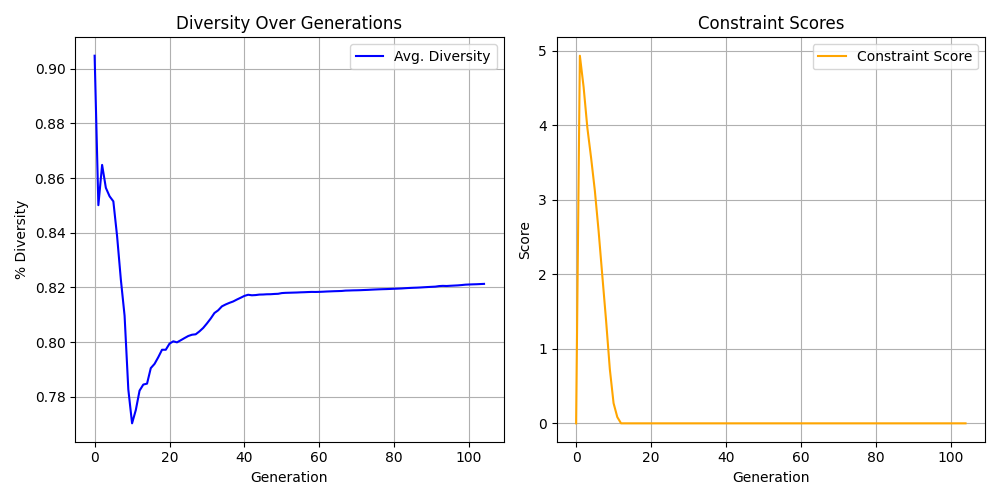 Diversity Over Generations
Avg. Diversity
% Diversity
0.90
0.88
0.86
0.84
0.82
0.80
0.78
0 20 40 60 80 100
Generation
Constraint Scores
Constraint Score
Score
5
4
3
2
1
0
0 20 40 60 80 100
Generation